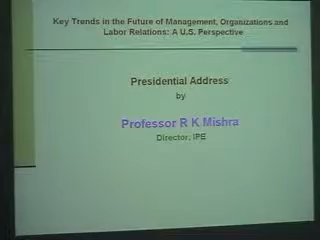 Key Trends in the Future of Management, Organizations and
Labor Relations: A U.S. Perspective
Presidential Address
by
Professor R K Mishra
Director, IPE